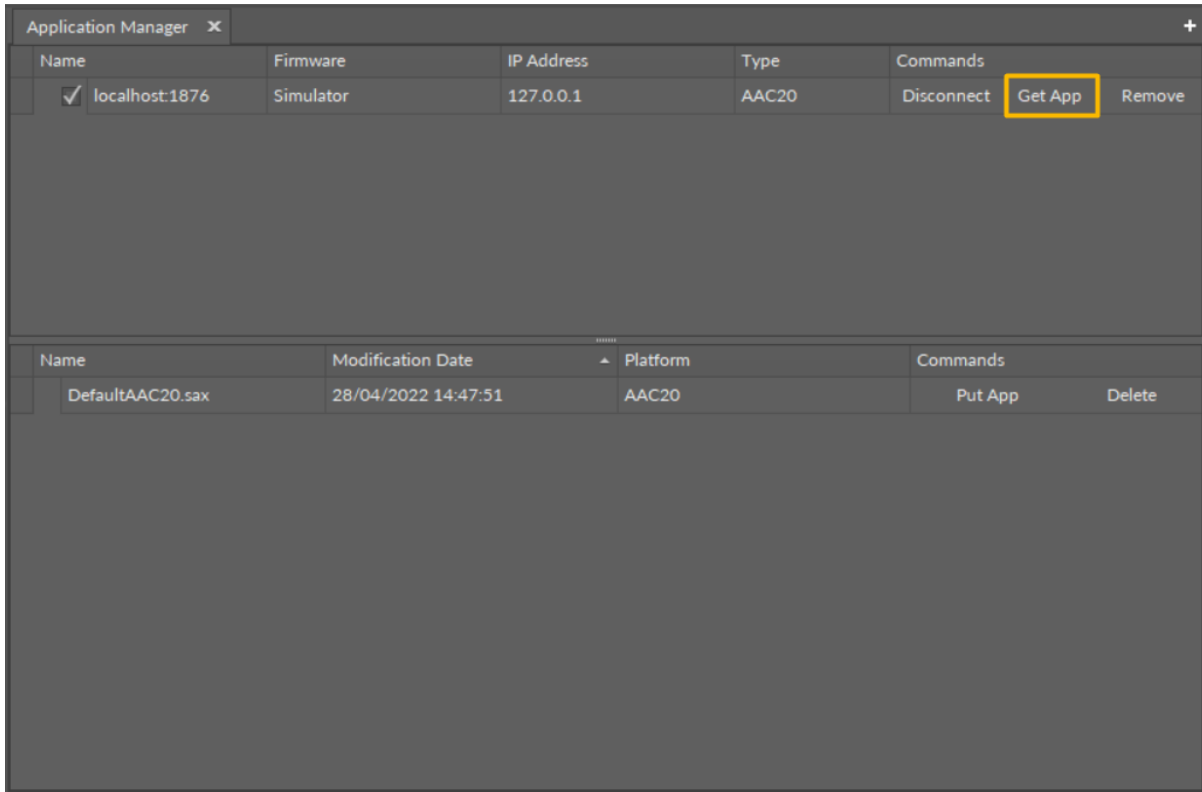 Application Manager x +
Name Firmware IP Address Type Commands
localhost:1876 Simulator 127.0.0.1 AAC20 Disconnect Get App Remove
Name Modification Date Platform Commands
DefaultAAC20.sax 28/04/2022 14:47:51 AAC20 Put App Delete